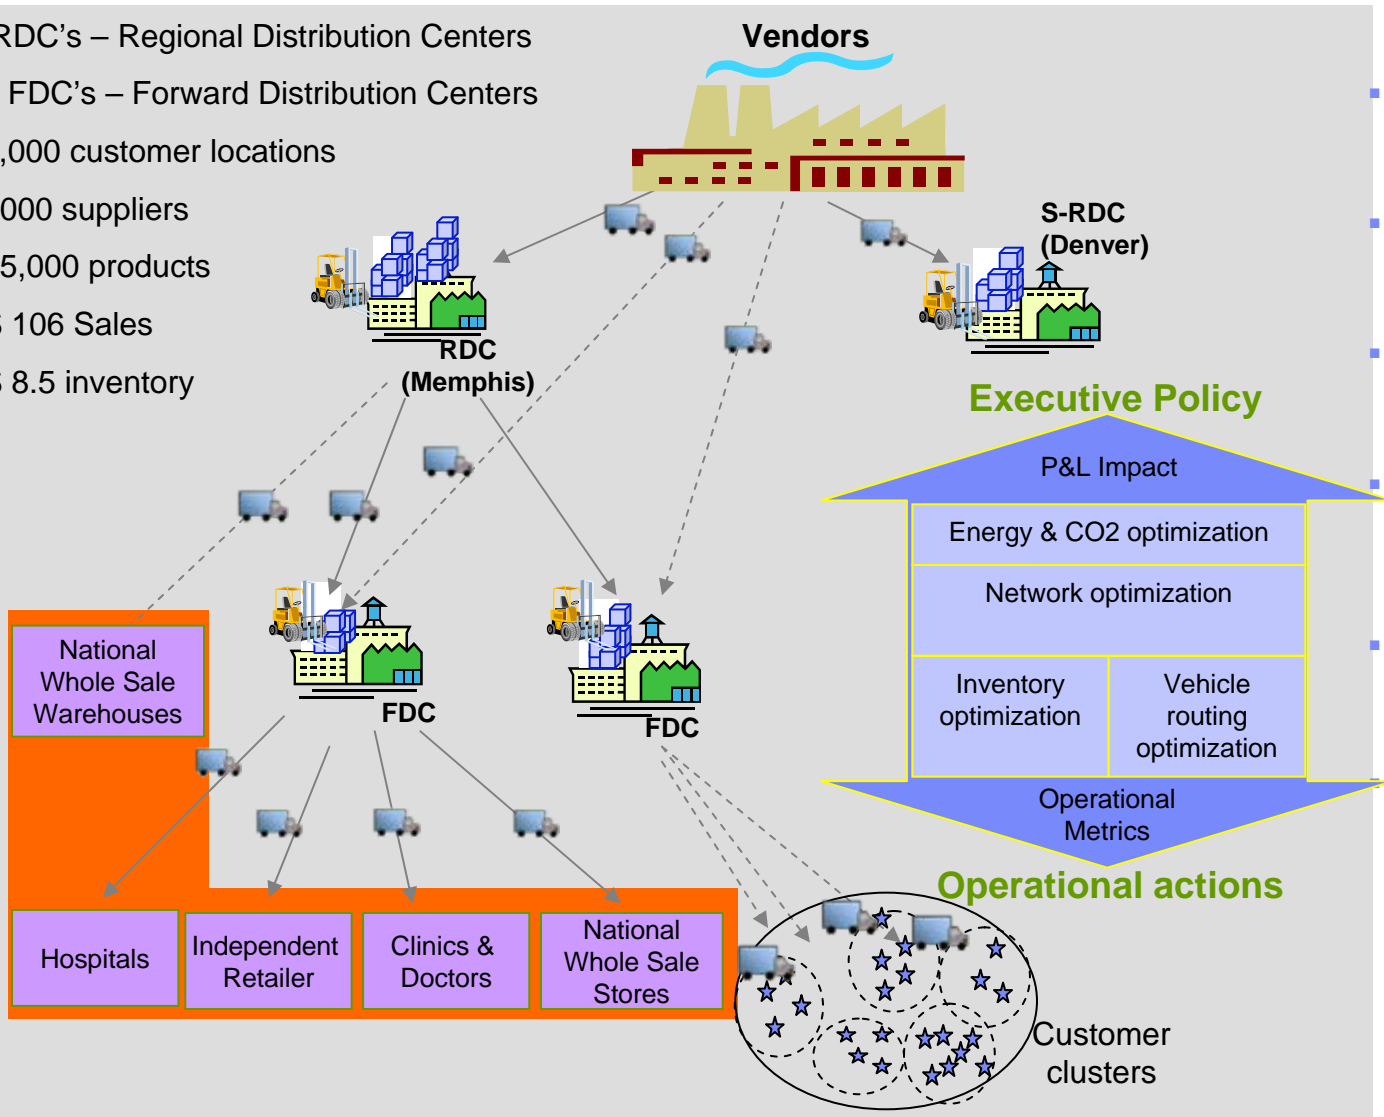 RDC's – Regional Distribution Centers
FDC's – Forward Distribution Centers
,000 customer locations
000 suppliers
5,000 products
106 Sales
8.5 inventory
Vendors
S-RDC
(Denver)
RDC
(Memphis)
Executive Policy
P&L Impact
Energy & CO2 optimization
Network optimization
Inventory
optimization
Vehicle
routing
optimization
Operational
Metrics
Operational actions
National
Whole Sale
Warehouses
FDC
FDC
Hospitals
Independent
Retailer
Clinics &
Doctors
National
Whole Sale
Stores
Customer
clusters